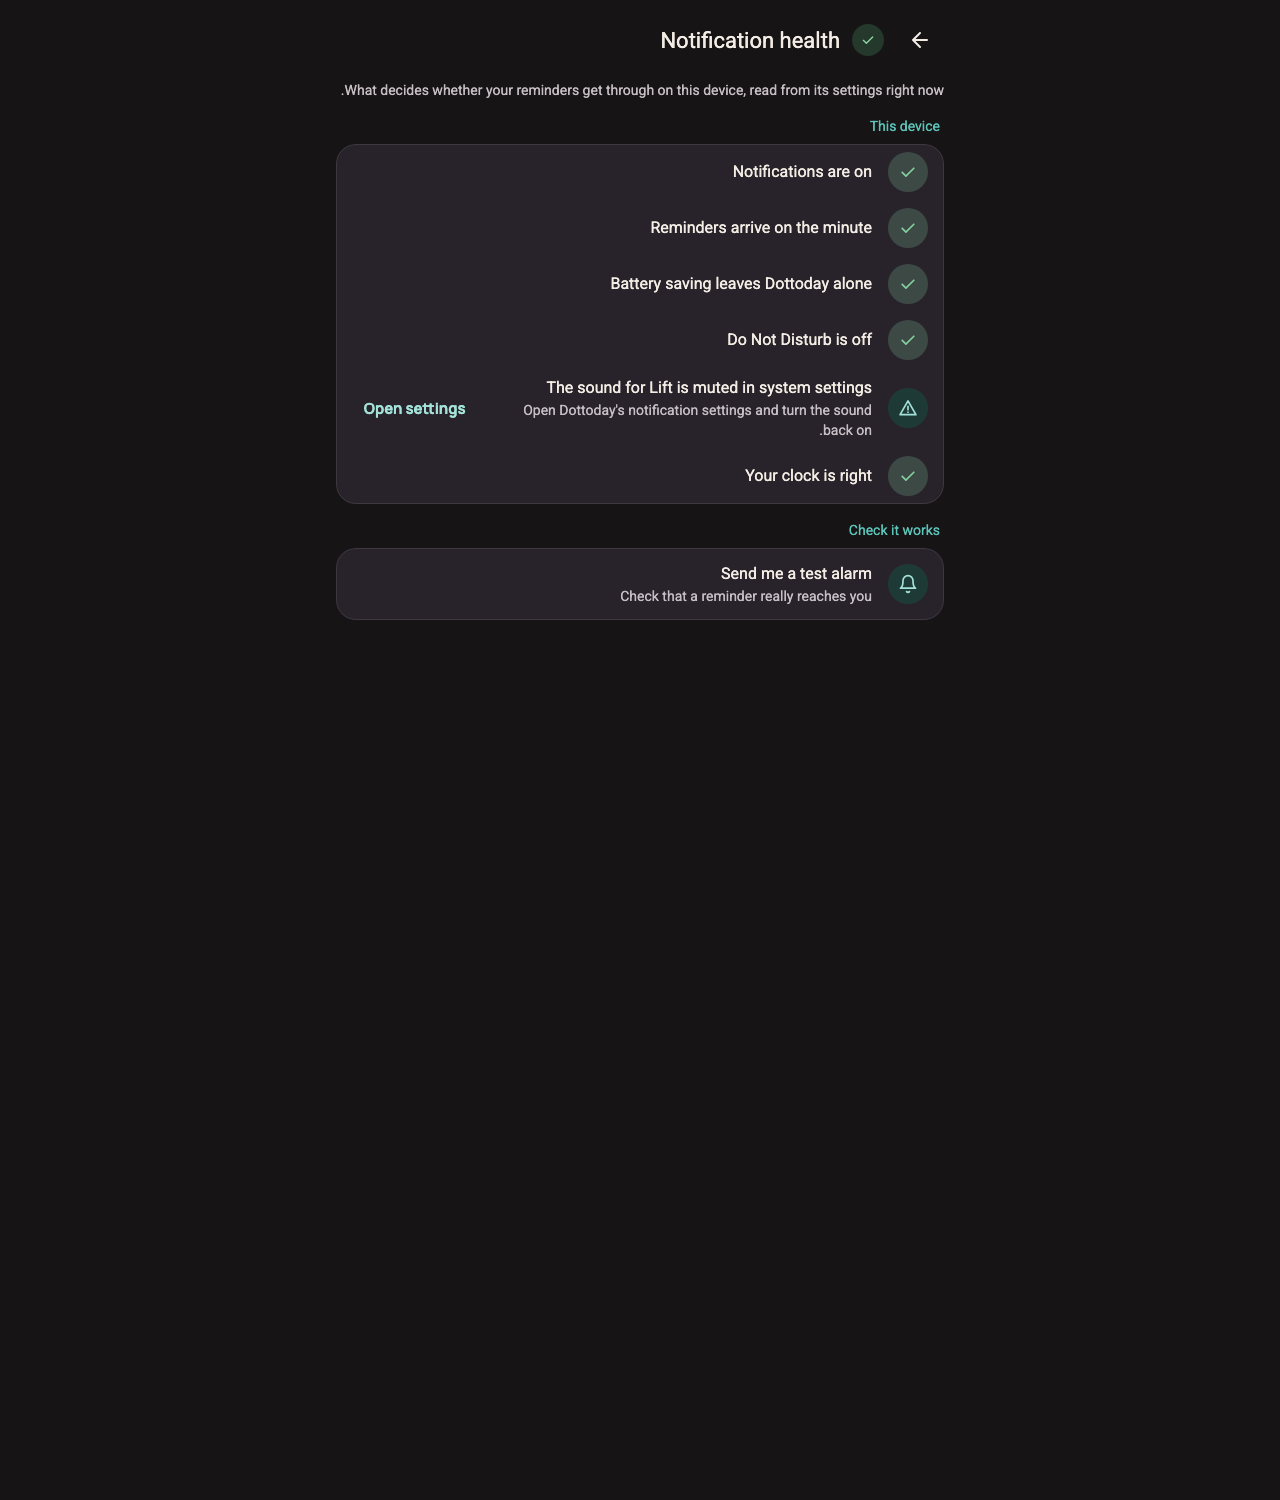 Notification health
.What decides whether your reminders get through on this device, read from its settings right now
This device
Notifications are on
Reminders arrive on the minute
Battery saving leaves Dottoday alone
Do Not Disturb is off
The sound for Lift is muted in system settings
Open Dottoday's notification settings and turn the sound
.back on
Open settings
Your clock is right
Check it works
Send me a test alarm
Check that a reminder really reaches you